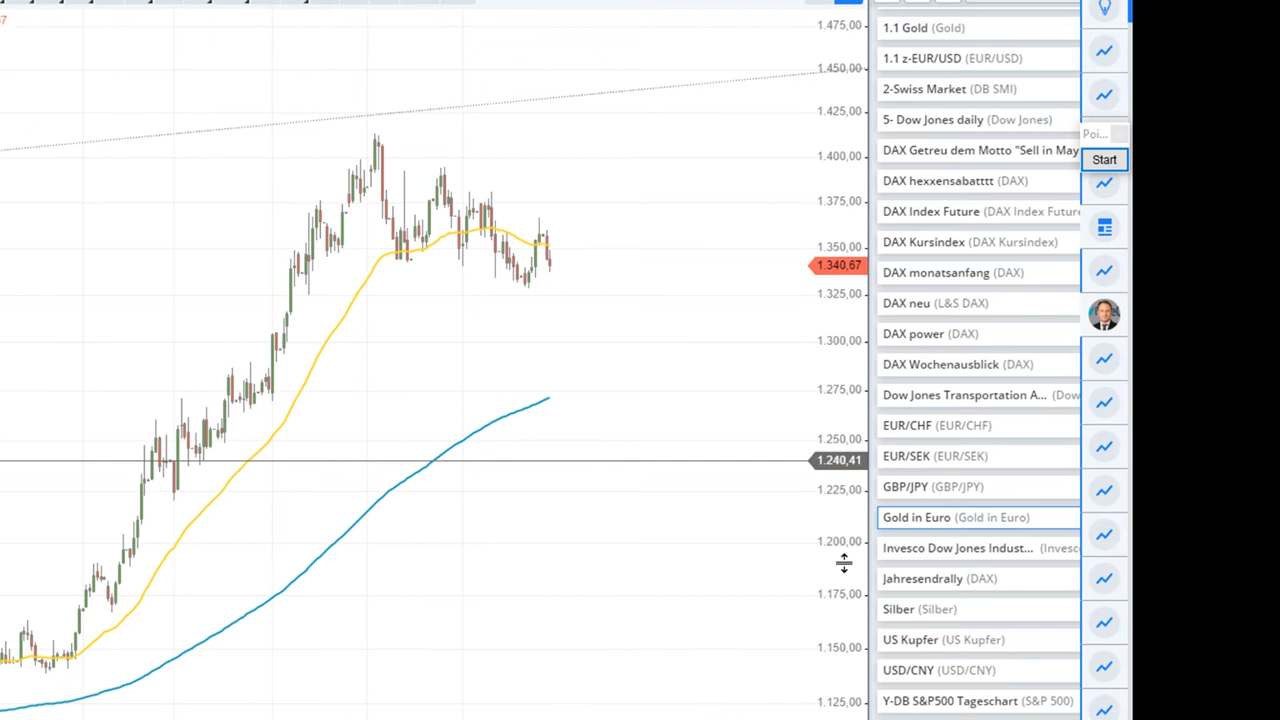 67
1.475,00
1.450,00
1.425,00
1.400,00
1.375,00
1.350,00
1.340,67
1.325,00
1.300,00
1.275,00
1.250,00
1.240,41
1.225,00
1.200,00
1.175,00
1.150,00
1.125,00
1.1 Gold (Gold)
1.1 z-EUR/USD (EUR/USD)
2-Swiss Market (DB SMI)
5- Dow Jones daily (Dow Jones)
DAX Getreu dem Motto "Sell in May
DAX hexxensabatttt (DAX)
DAX Index Future (DAX Index Future
DAX Kursindex (DAX Kursindex)
DAX monatsanfang (DAX)
DAX neu (L&S DAX)
DAX power (DAX)
DAX Wochenausblick (DAX)
Dow Jones Transportation A... (Dow
EUR/CHF (EUR/CHF)
EUR/SEK (EUR/SEK)
GBP/JPY (GBP/JPY)
Gold in Euro (Gold in Euro)
Invesco Dow Jones Indust... (Invesc
Jahresendrally (DAX)
Silber (Silber)
US Kupfer (US Kupfer)
USD/CNY (USD/CNY)
Y-DB S&P500 Tageschart (S&P 500)
Poi...
Start